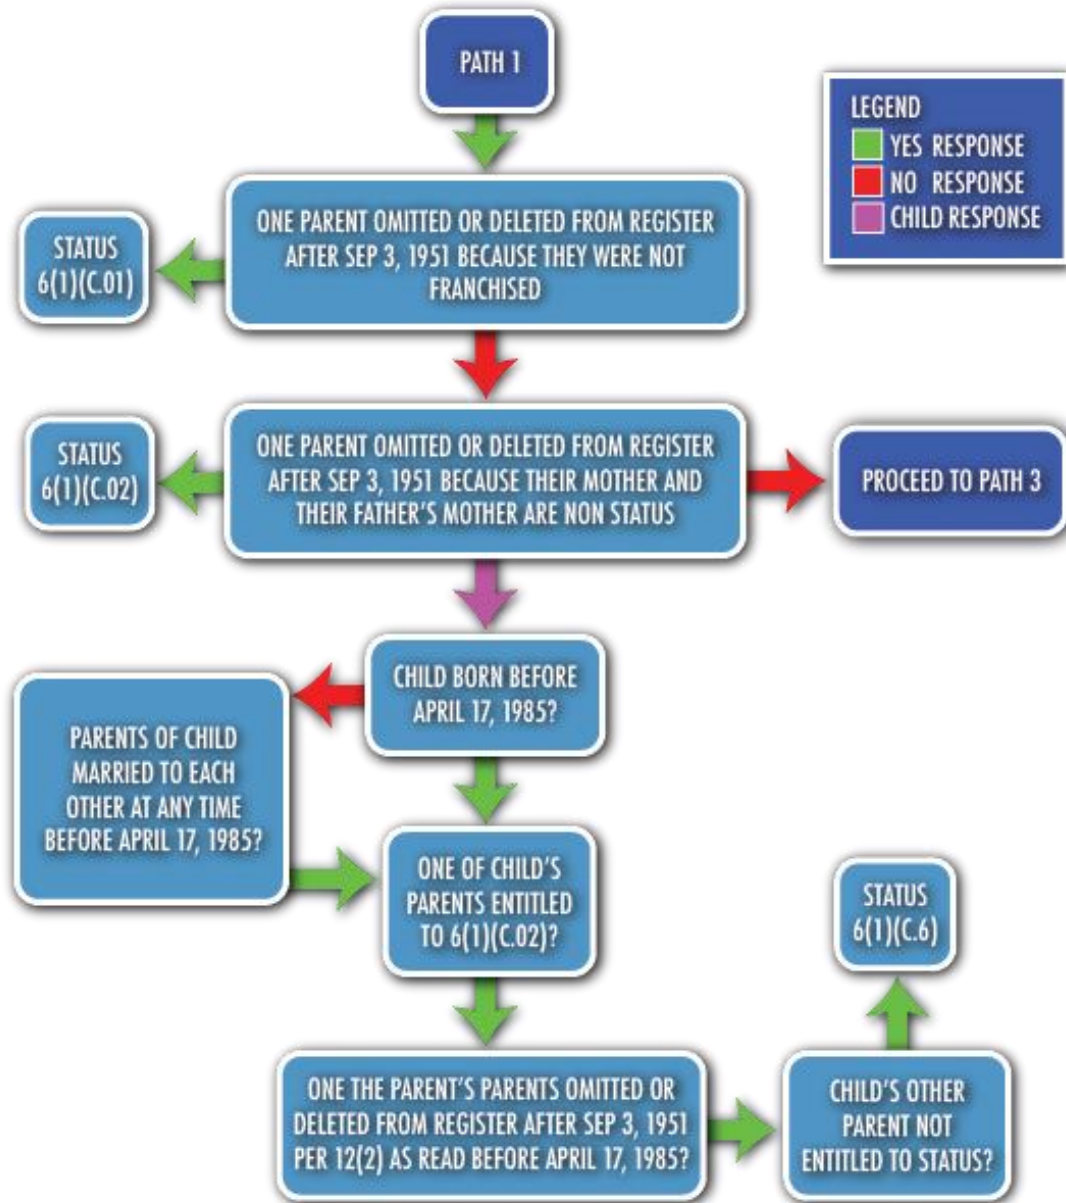 PATH 1
LEGEND
YES RESPONSE
NO RESPONSE
CHILD RESPONSE
ONE PARENT OMITTED OR DELETED FROM REGISTER
AFTER SEP 3, 1951 BECAUSE THEY WERE NOT
FRANCHISED
STATUS
6(1)(C.01)
ONE PARENT OMITTED OR DELETED FROM REGISTER
AFTER SEP 3, 1951 BECAUSE THEIR MOTHER AND
THEIR FATHER'S MOTHER ARE NON STATUS
STATUS
6(1)(C.02)
PROCEED TO PATH 3
CHILD BORN BEFORE
APRIL 17, 1985?
PARENTS OF CHILD
MARRIED TO EACH
OTHER AT ANY TIME
BEFORE APRIL 17, 1985?
ONE OF CHILD'S
PARENTS ENTITLED
TO 6(1)(C.02)?
STATUS
6(1)(C.6)
ONE THE PARENT'S PARENTS OMITTED OR
DELETED FROM REGISTER AFTER SEP 3, 1951
PER 12(2) AS READ BEFORE APRIL 17, 1985?
CHILD'S OTHER
PARENT NOT
ENTITLED TO STATUS?